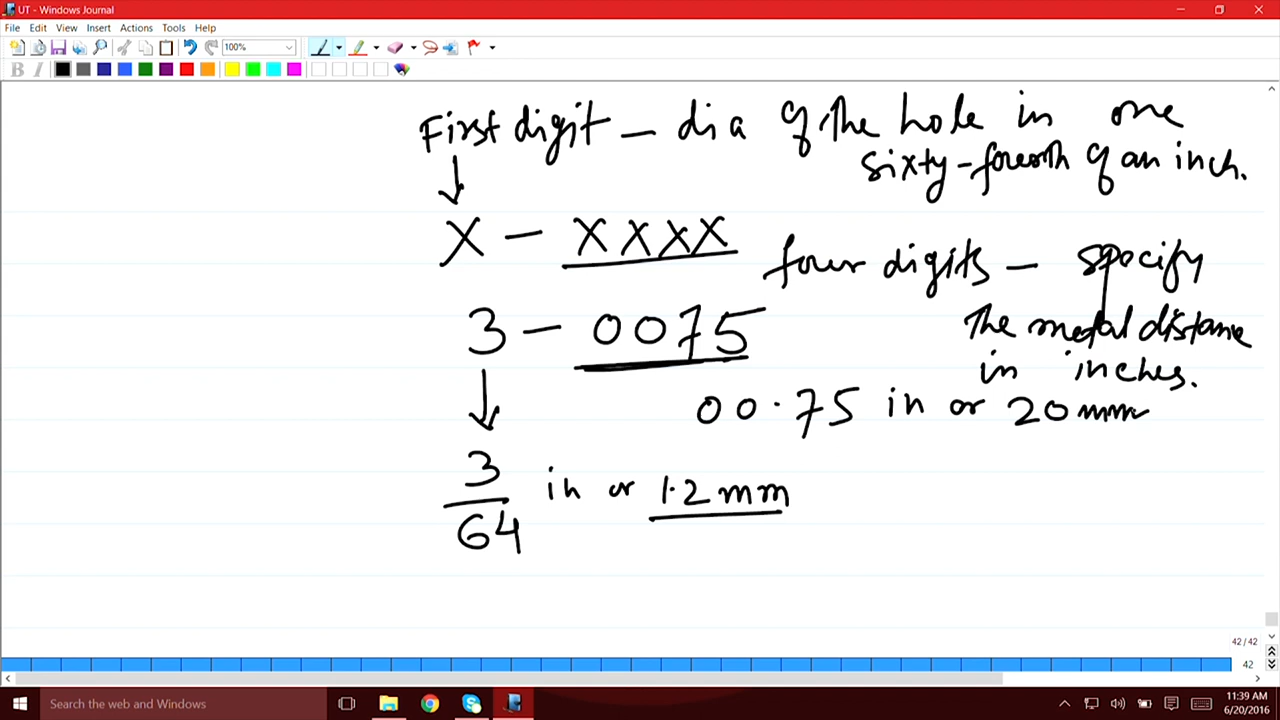 UT - Windows Journal
File Edit View Insert Actions Tools Help
100%
B I
First digit - dia of the hole in one
sixty-fourth of an inch.
X - XXXX
four digits - specify
the metal distance
in inches.
3 - 0075
00.75 in or 20mm
3/64 in or 1.2mm
42 / 42
42
Search the web and Windows
11:39 AM
6/20/2016